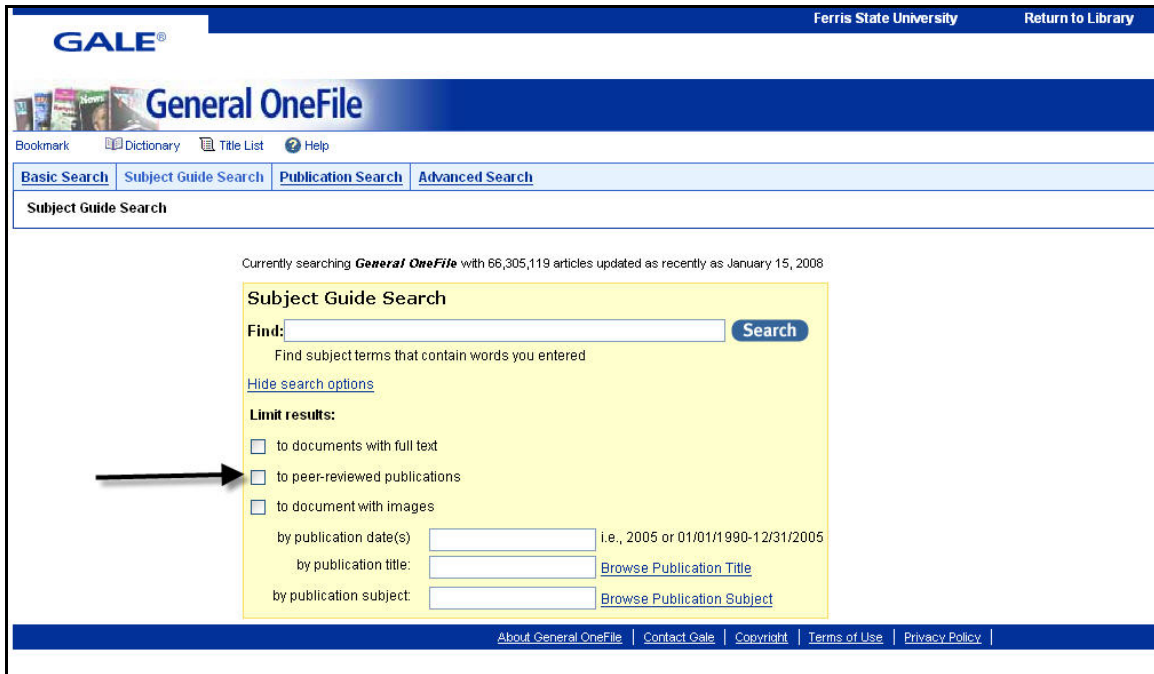 Ferris State University Return to Library
GALE®
News
General OneFile
Bookmark Dictionary Title List Help
Basic Search Subject Guide Search Publication Search Advanced Search
Subject Guide Search
Currently searching General OneFile with 66,305,119 articles updated as recently as January 15, 2008
Subject Guide Search
Find: Search
Find subject terms that contain words you entered
Hide search options
Limit results:
to documents with full text
to peer-reviewed publications
to document with images
by publication date(s) i.e., 2005 or 01/01/1990-12/31/2005
by publication title: Browse Publication Title
by publication subject: Browse Publication Subject
About General OneFile | Contact Gale | Copyright | Terms of Use | Privacy Policy |